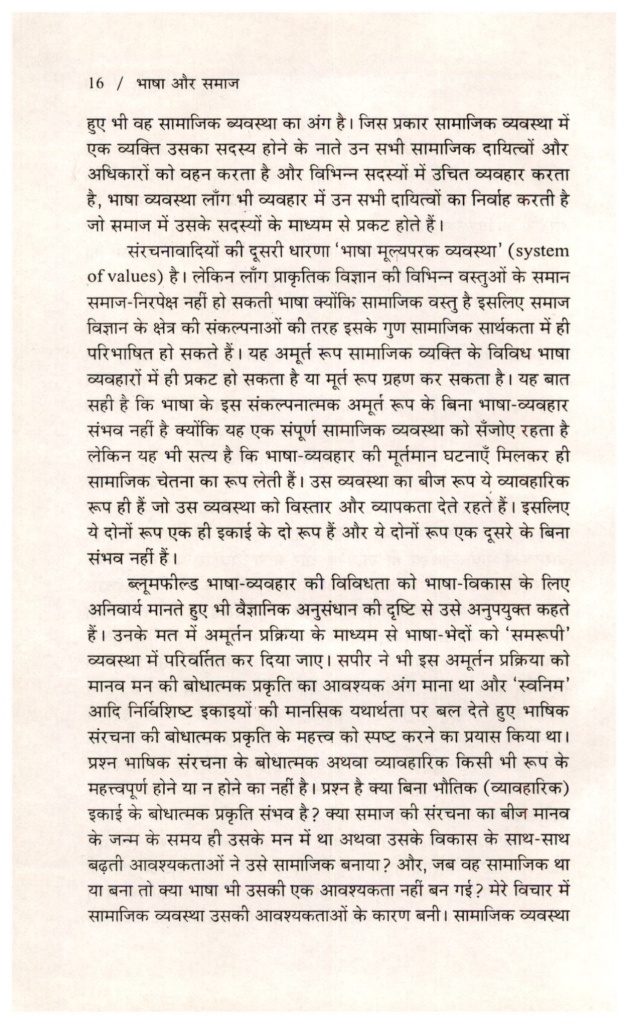 16 / भाषा और समाज
हुए भी वह सामाजिक व्यवस्था का अंग है। जिस प्रकार सामाजिक व्यवस्था में
एक व्यक्ति उसका सदस्य होने के नाते उन सभी सामाजिक दायित्वों और
अधिकारों को वहन करता है और विभिन्न सदस्यों में उचित व्यवहार करता
है, भाषा व्यवस्था लाँग भी व्यवहार में उन सभी दायित्वों का निर्वाह करती है
जो समाज में उसके सदस्यों के माध्यम से प्रकट होते हैं।
संरचनावादियों की दूसरी धारणा ‘भाषा मूल्यपरक व्यवस्था’ (system
of values) है। लेकिन लाँग प्राकृतिक विज्ञान की विभिन्न वस्तुओं के समान
समाज-निरपेक्ष नहीं हो सकती भाषा क्योंकि सामाजिक वस्तु है इसलिए समाज
विज्ञान के क्षेत्र की संकल्पनाओं की तरह इसके गुण सामाजिक सार्थकता में ही
परिभाषित हो सकते हैं। यह अमूर्त रूप सामाजिक व्यक्ति के विविध भाषा
व्यवहारों में ही प्रकट हो सकता है या मूर्त रूप ग्रहण कर सकता है। यह बात
सही है कि भाषा के इस संकल्पनात्मक अमूर्त रूप के बिना भाषा-व्यवहार
संभव नहीं है क्योंकि यह एक संपूर्ण सामाजिक व्यवस्था को सँजोए रहता है
लेकिन यह भी सत्य है कि भाषा-व्यवहार की मूर्तमान घटनाएँ मिलकर ही
सामाजिक चेतना का रूप लेती हैं। उस व्यवस्था का बीज रूप ये व्यावहारिक
रूप ही हैं जो उस व्यवस्था को विस्तार और व्यापकता देते रहते हैं। इसलिए
ये दोनों रूप एक ही इकाई के दो रूप हैं और ये दोनों रूप एक दूसरे के बिना
संभव नहीं हैं।
ब्लूमफील्ड भाषा-व्यवहार की विविधता को भाषा-विकास के लिए
अनिवार्य मानते हुए भी वैज्ञानिक अनुसंधान की दृष्टि से उसे अनुपयुक्त कहते
हैं। उनके मत में अमूर्तन प्रक्रिया के माध्यम से भाषा-भेदों को ‘समरूपी’
व्यवस्था में परिवर्तित कर दिया जाए। सपीर ने भी इस अमूर्तन प्रक्रिया को
मानव मन की बोधात्मक प्रकृति का आवश्यक अंग माना था और ‘स्वनिम’
आदि निर्विशिष्ट इकाइयों की मानसिक यथार्थता पर बल देते हुए भाषिक
संरचना की बोधात्मक प्रकृति के महत्त्व को स्पष्ट करने का प्रयास किया था।
प्रश्न भाषिक संरचना के बोधात्मक अथवा व्यावहारिक किसी भी रूप के
महत्त्वपूर्ण होने या न होने का नहीं है। प्रश्न है क्या बिना भौतिक (व्यावहारिक)
इकाई के बोधात्मक प्रकृति संभव है? क्या समाज की संरचना का बीज मानव
के जन्म के समय ही उसके मन में था अथवा उसके विकास के साथ-साथ
बढ़ती आवश्यकताओं ने उसे सामाजिक बनाया? और, जब वह सामाजिक था
या बना तो क्या भाषा भी उसकी एक आवश्यकता नहीं बन गई? मेरे विचार में
सामाजिक व्यवस्था उसकी आवश्यकताओं के कारण बनी। सामाजिक व्यवस्था